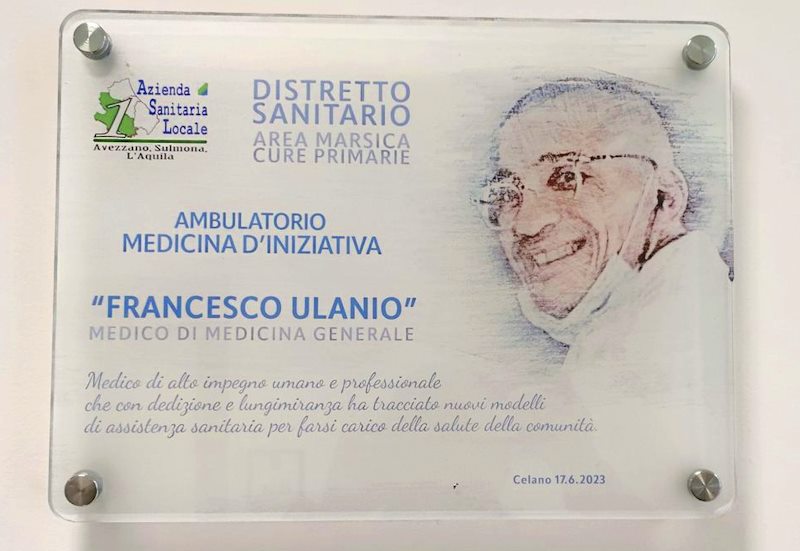 Azienda
Sanitaria
Locale
1
Avezzano, Sulmona,
L'Aquila
DISTRETTO
SANITARIO
AREA MARSICA
CURE PRIMARIE
AMBULATORIO
MEDICINA D'INIZIATIVA
"FRANCESCO ULANIO"
MEDICO DI MEDICINA GENERALE
Medico di alto impegno umano e professionale
che con dedizione e lungimiranza ha tracciato nuovi modelli
di assistenza sanitaria per farsi carico della salute della comunità.
Celano 17.6.2023